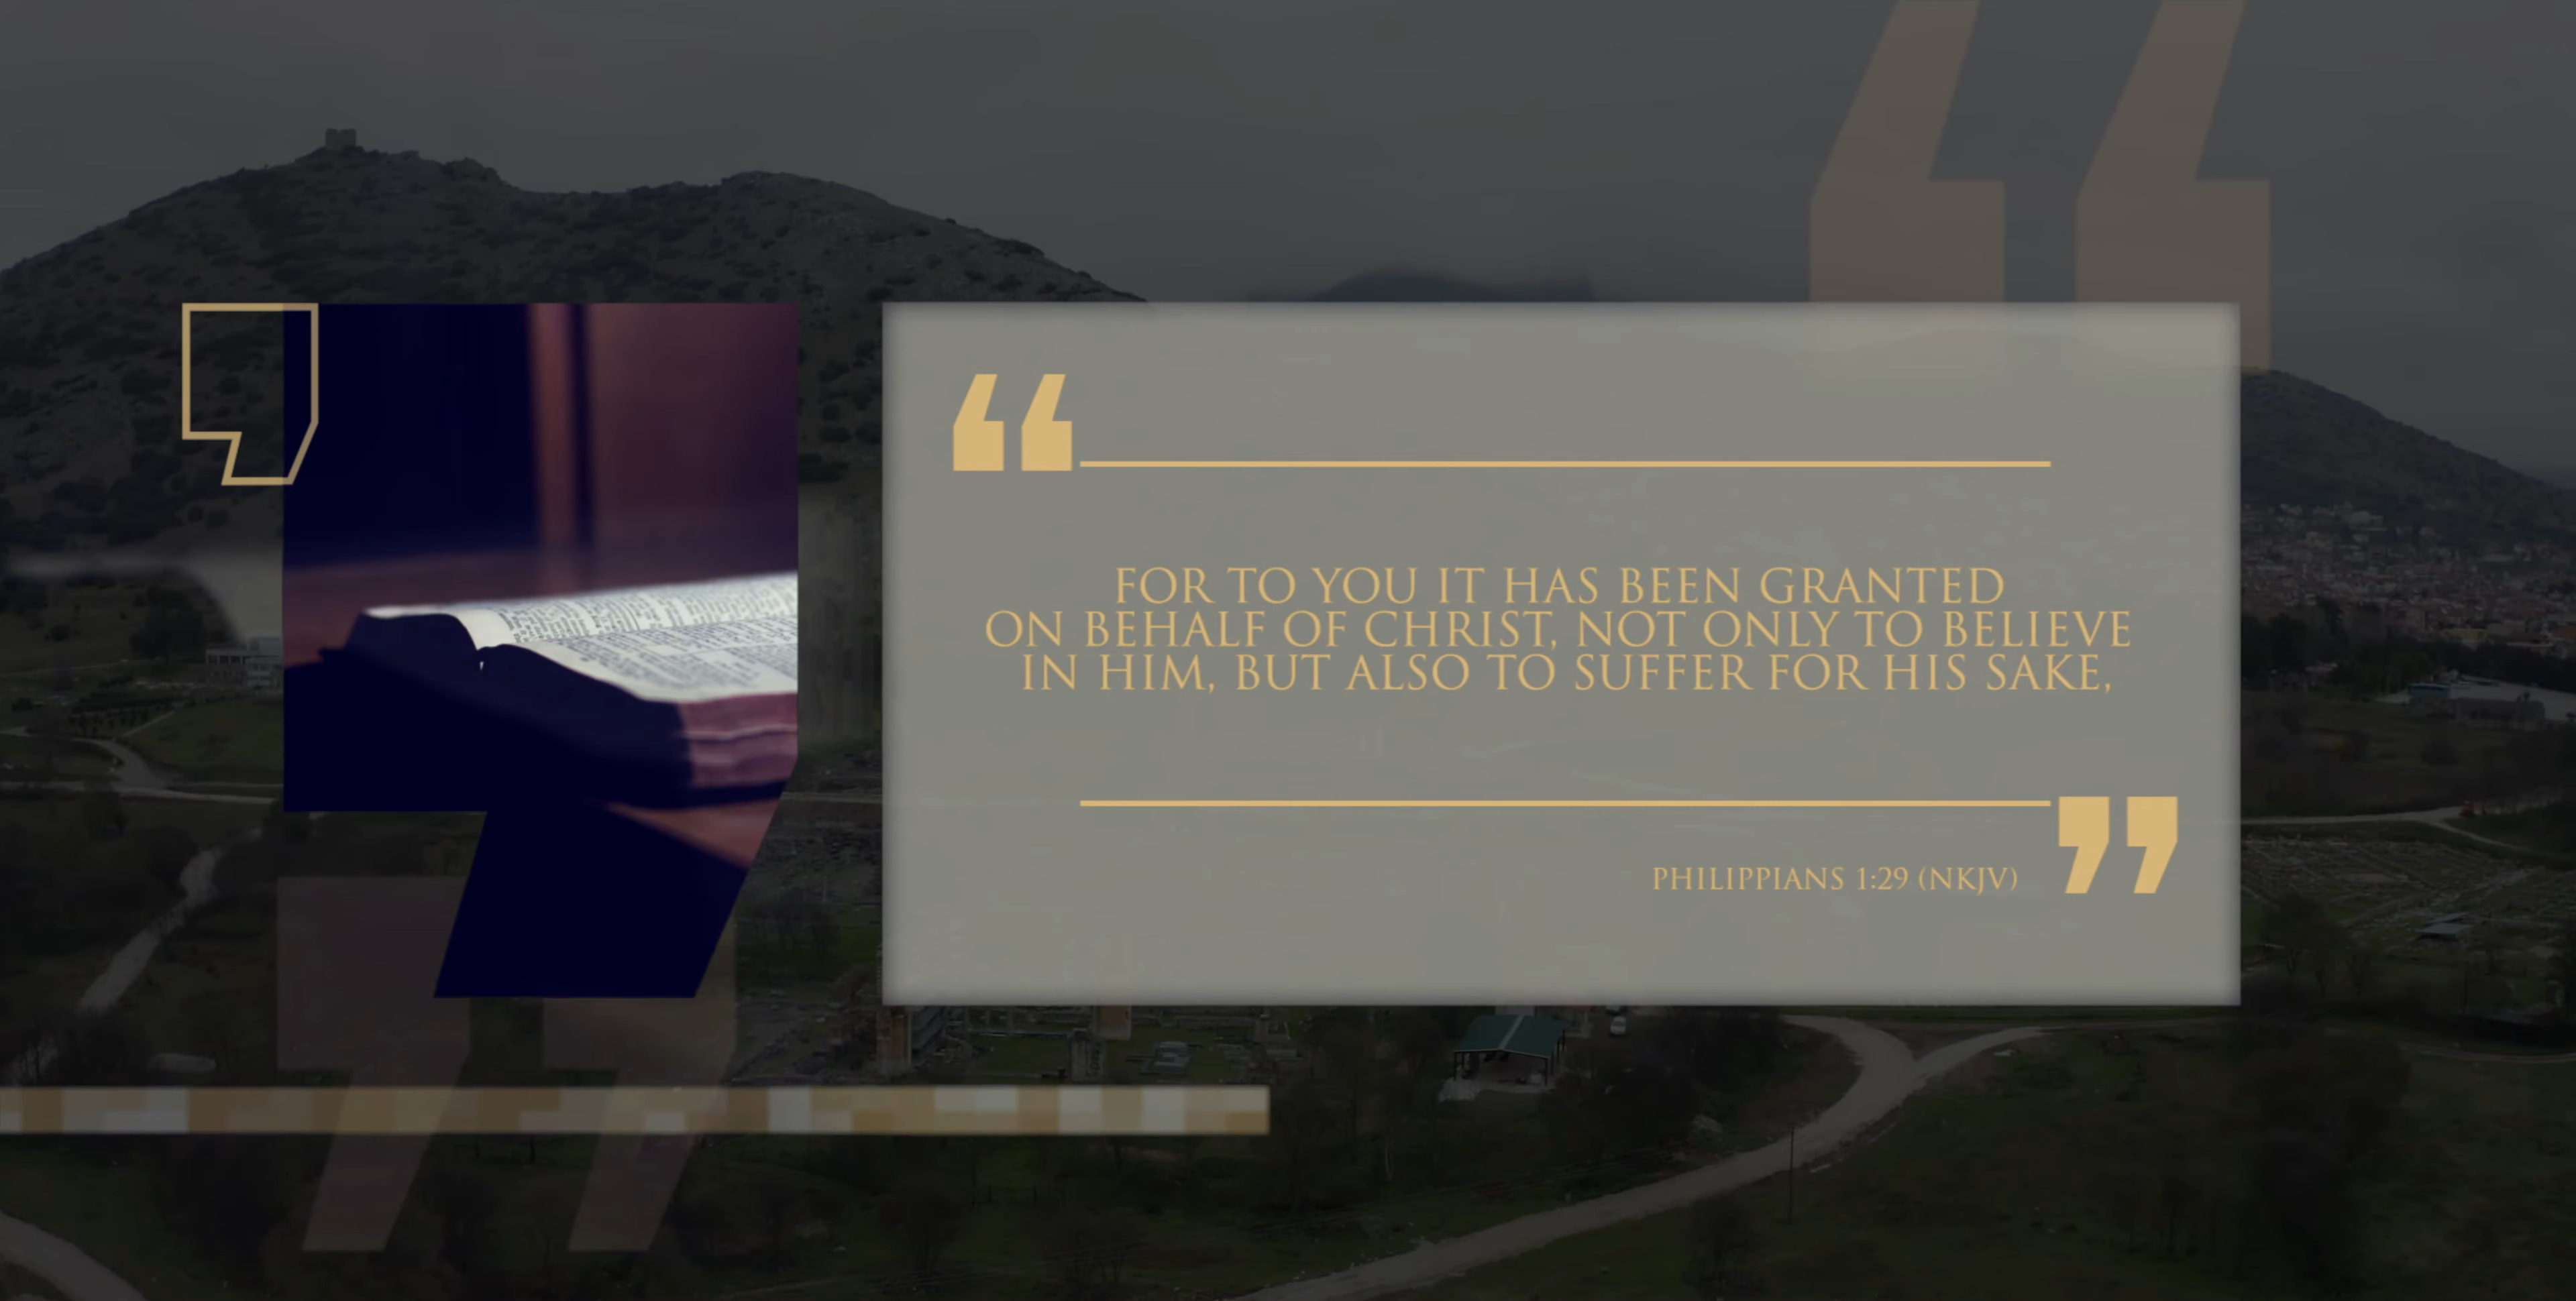 FOR TO YOU IT HAS BEEN GRANTED
ON BEHALF OF CHRIST, NOT ONLY TO BELIEVE
IN HIM, BUT ALSO TO SUFFER FOR HIS SAKE,
PHILIPPIANS 1:29 (NKJV)